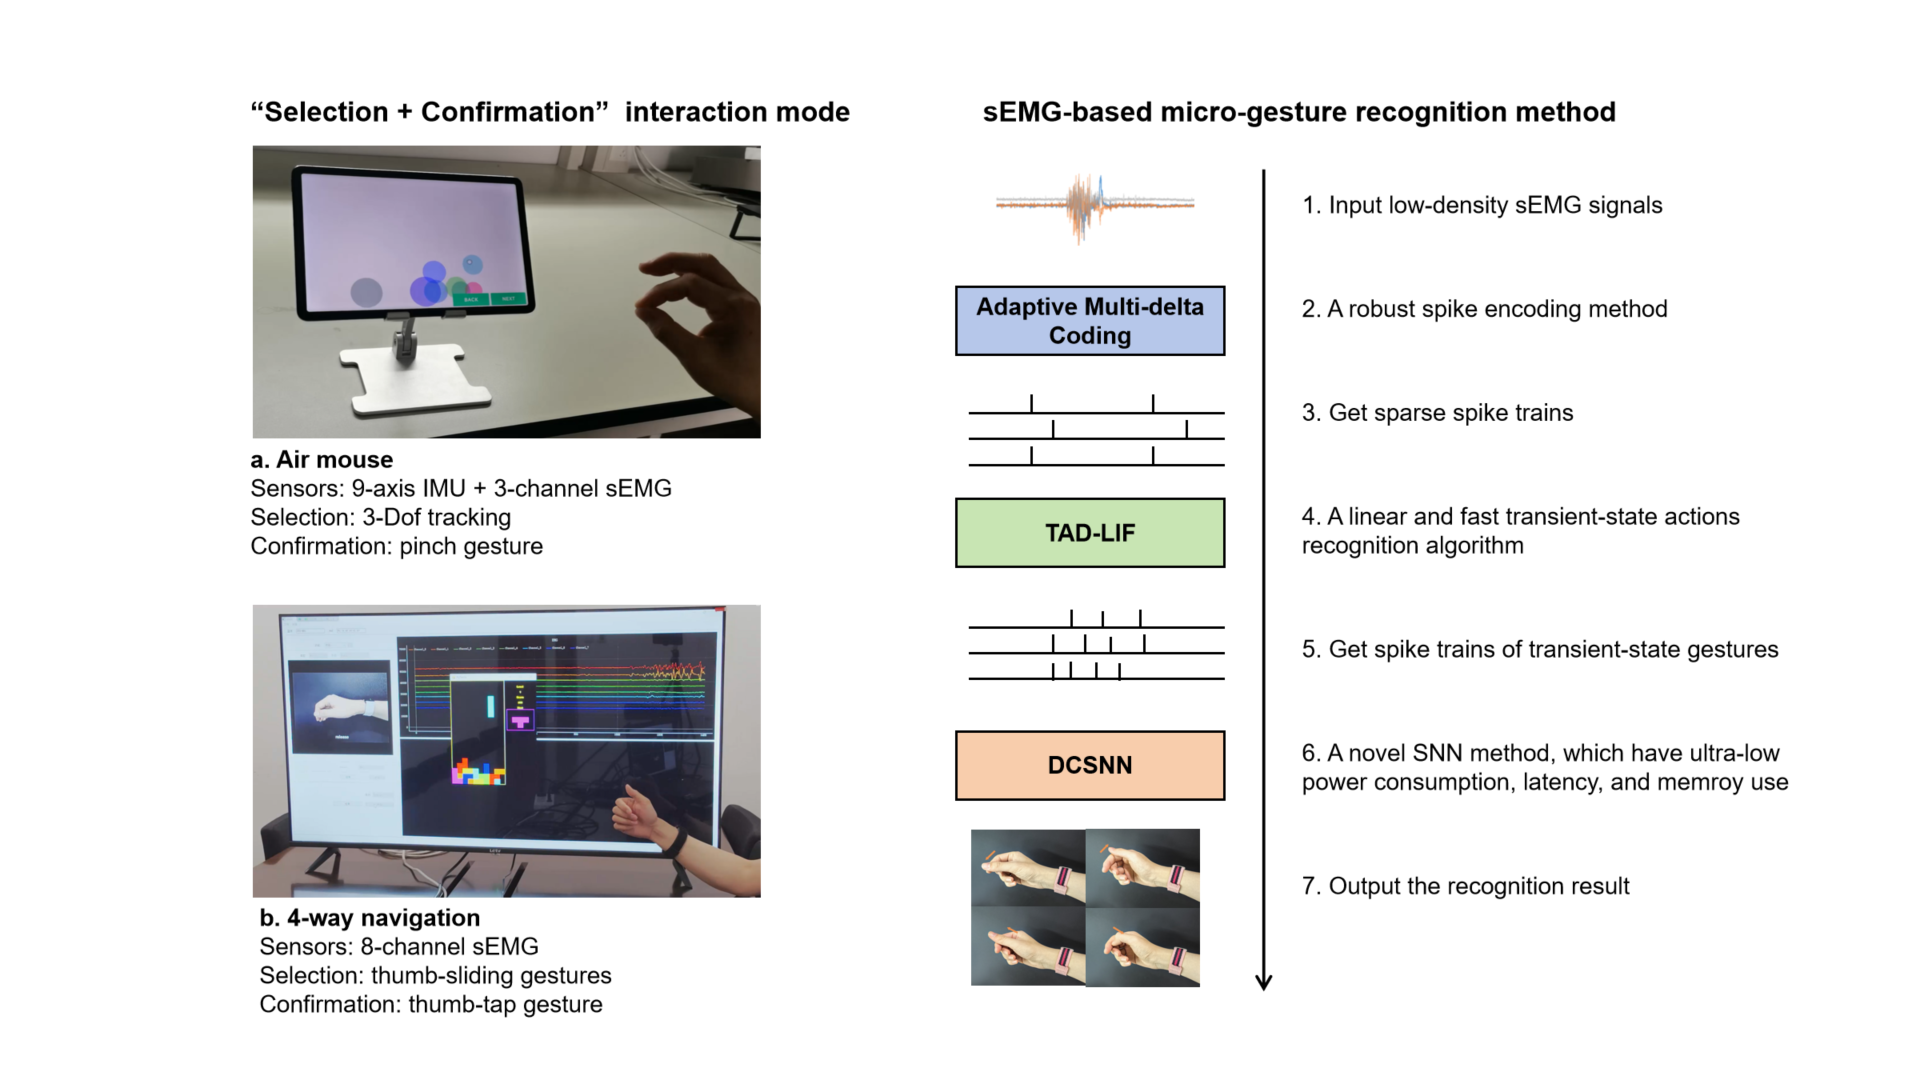 “Selection + Confirmation” interaction mode
a. Air mouse
Sensors: 9-axis IMU + 3-channel sEMG
Selection: 3-Dof tracking
Confirmation: pinch gesture
BACK
NEXT
b. 4-way navigation
Sensors: 8-channel sEMG
Selection: thumb-sliding gestures
Confirmation: thumb-tap gesture
sEMG-based micro-gesture recognition method
1. Input low-density sEMG signals
Adaptive Multi-delta
Coding
2. A robust spike encoding method
3. Get sparse spike trains
TAD-LIF
4. A linear and fast transient-state actions
recognition algorithm
5. Get spike trains of transient-state gestures
DCSNN
6. A novel SNN method, which have ultra-low
power consumption, latency, and memroy use
7. Output the recognition result